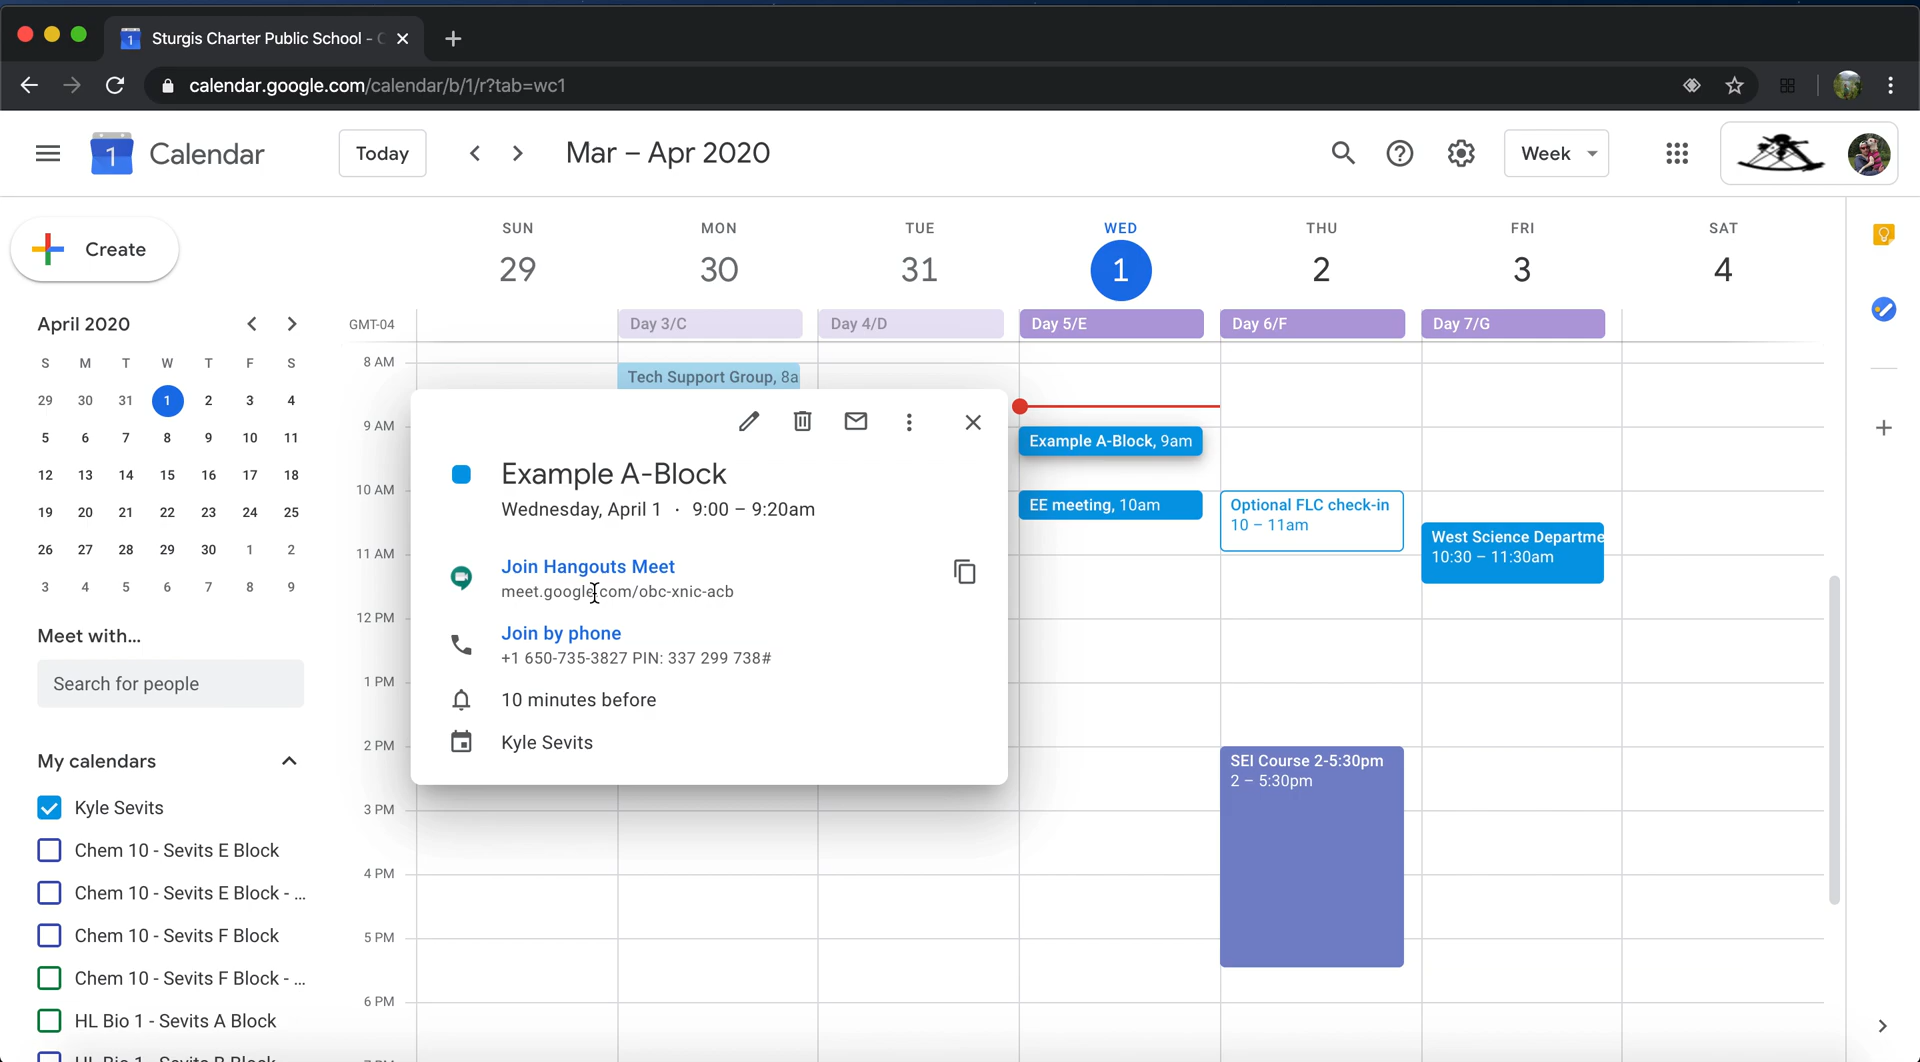 Sturgis Charter Public School -
calendar.google.com/calendar/b/1/r?tab=wc1
1
Calendar
Today
Mar – Apr 2020
Week
Create
SUN
MON
TUE
WED
THU
FRI
SAT
29
30
31
1
2
3
4
GMT-04
Day 3/C
Day 4/D
Day 5/E
Day 6/F
Day 7/G
April 2020
S M T W T F S
29 30 31 1 2 3 4
5 6 7 8 9 10 11
12 13 14 15 16 17 18
19 20 21 22 23 24 25
26 27 28 29 30 1 2
3 4 5 6 7 8 9
Meet with...
Search for people
My calendars
Kyle Sevits
Chem 10 - Sevits E Block
Chem 10 - Sevits E Block - ...
Chem 10 - Sevits F Block
Chem 10 - Sevits F Block - ...
HL Bio 1 - Sevits A Block
8 AM
9 AM
10 AM
11 AM
12 PM
1 PM
2 PM
3 PM
4 PM
5 PM
6 PM
Tech Support Group, 8a
Example A-Block
Wednesday, April 1 · 9:00 – 9:20am
Join Hangouts Meet
meet.google.com/obc-xnic-acb
Join by phone
+1 650-735-3827 PIN: 337 299 738#
10 minutes before
Kyle Sevits
Example A-Block, 9am
EE meeting, 10am
Optional FLC check-in
10 – 11am
West Science Departme
10:30 – 11:30am
SEI Course 2-5:30pm
2 – 5:30pm